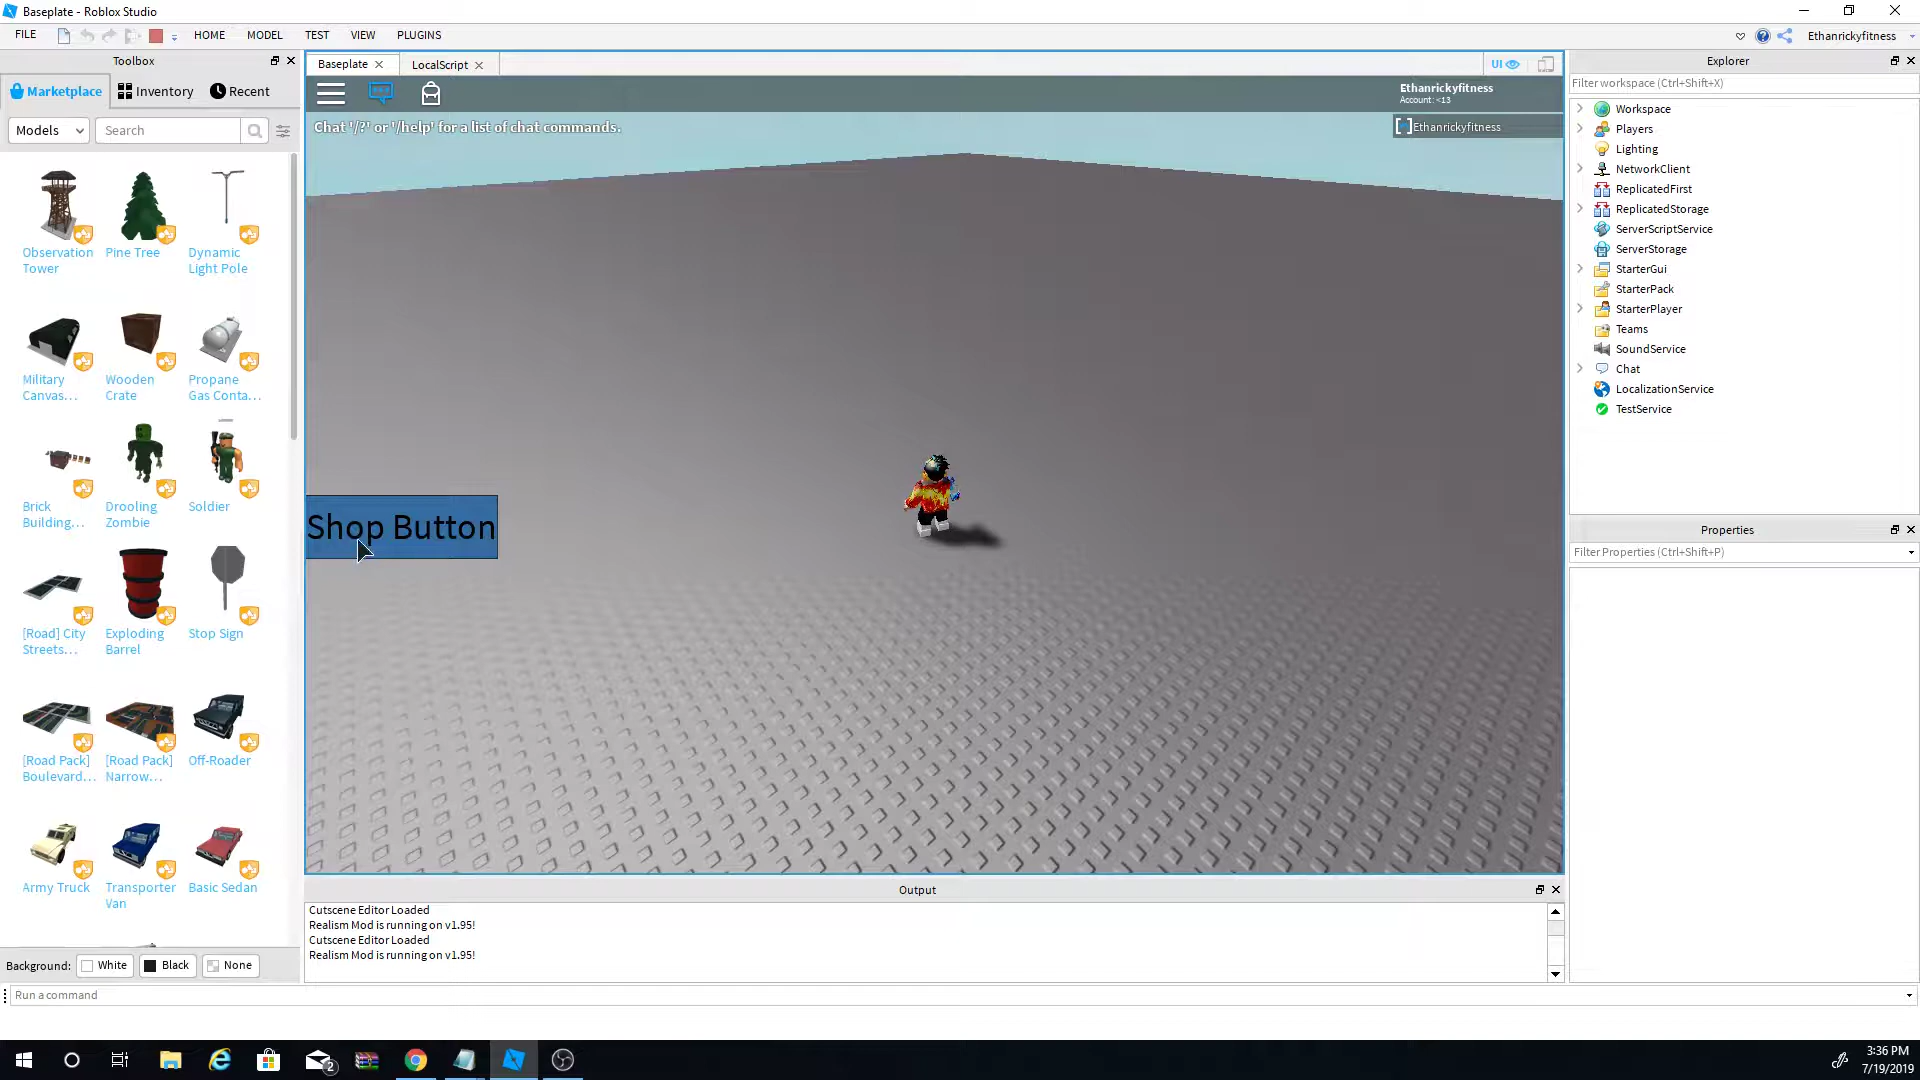 Baseplate - Roblox Studio
FILE
HOME
MODEL
TEST
VIEW
PLUGINS
Ethanrickyfitness
Toolbox
Marketplace
Inventory
Recent
Models
Search
Observation Tower
Pine Tree
Dynamic Light Pole
Military Canvas...
Wooden Crate
Propane Gas Conta...
Brick Building...
Drooling Zombie
Soldier
[Road] City Streets...
Exploding Barrel
Stop Sign
[Road Pack] Boulevard...
[Road Pack] Narrow...
Off-Roader
Army Truck
Transporter Van
Basic Sedan
Background:
White
Black
None
Baseplate
LocalScript
UI
Ethanrickyfitness
Account: <13
Chat '/?' or '/help' for a list of chat commands.
Ethanrickyfitness
Shop Button
Output
Cutscene Editor Loaded
Realism Mod is running on v1.95!
Cutscene Editor Loaded
Realism Mod is running on v1.95!
Explorer
Filter workspace (Ctrl+Shift+X)
Workspace
Players
Lighting
NetworkClient
ReplicatedFirst
ReplicatedStorage
ServerScriptService
ServerStorage
StarterGui
StarterPack
StarterPlayer
Teams
SoundService
Chat
LocalizationService
TestService
Properties
Filter Properties (Ctrl+Shift+P)
Run a command
2
3:36 PM
7/19/2019